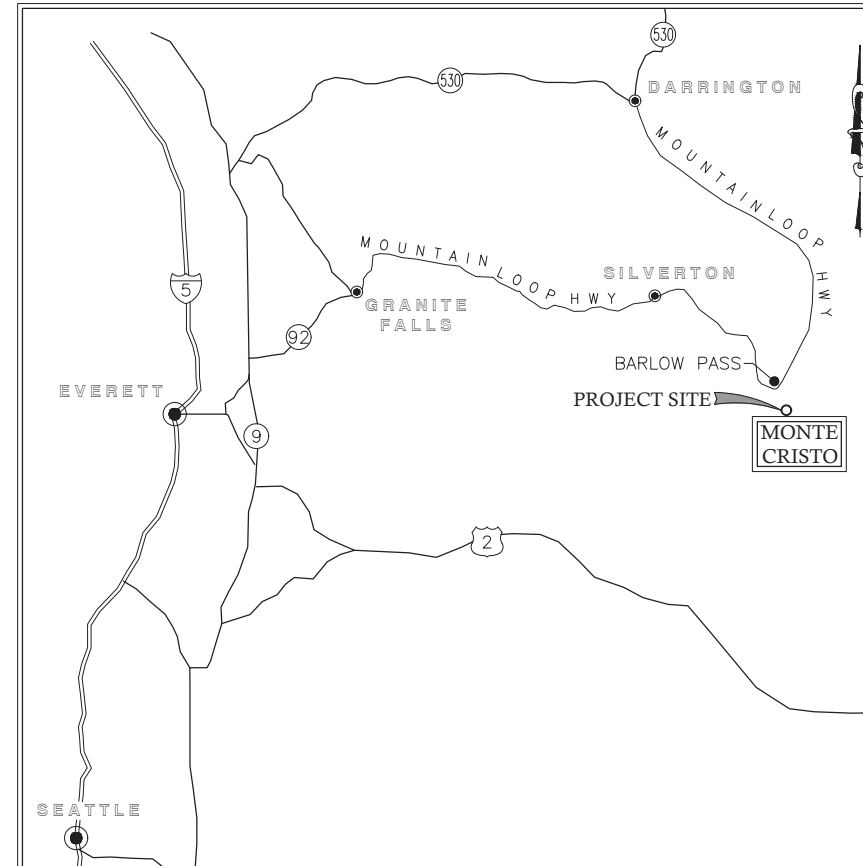 530
530
DARRINGTON
MOUNTAIN LOOP HWY
MOUNTAIN LOOP HWY
SILVERTON
5
GRANITE
FALLS
92
BARLOW PASS
EVERETT
PROJECT SITE
9
MONTE
CRISTO
2
SEATTLE